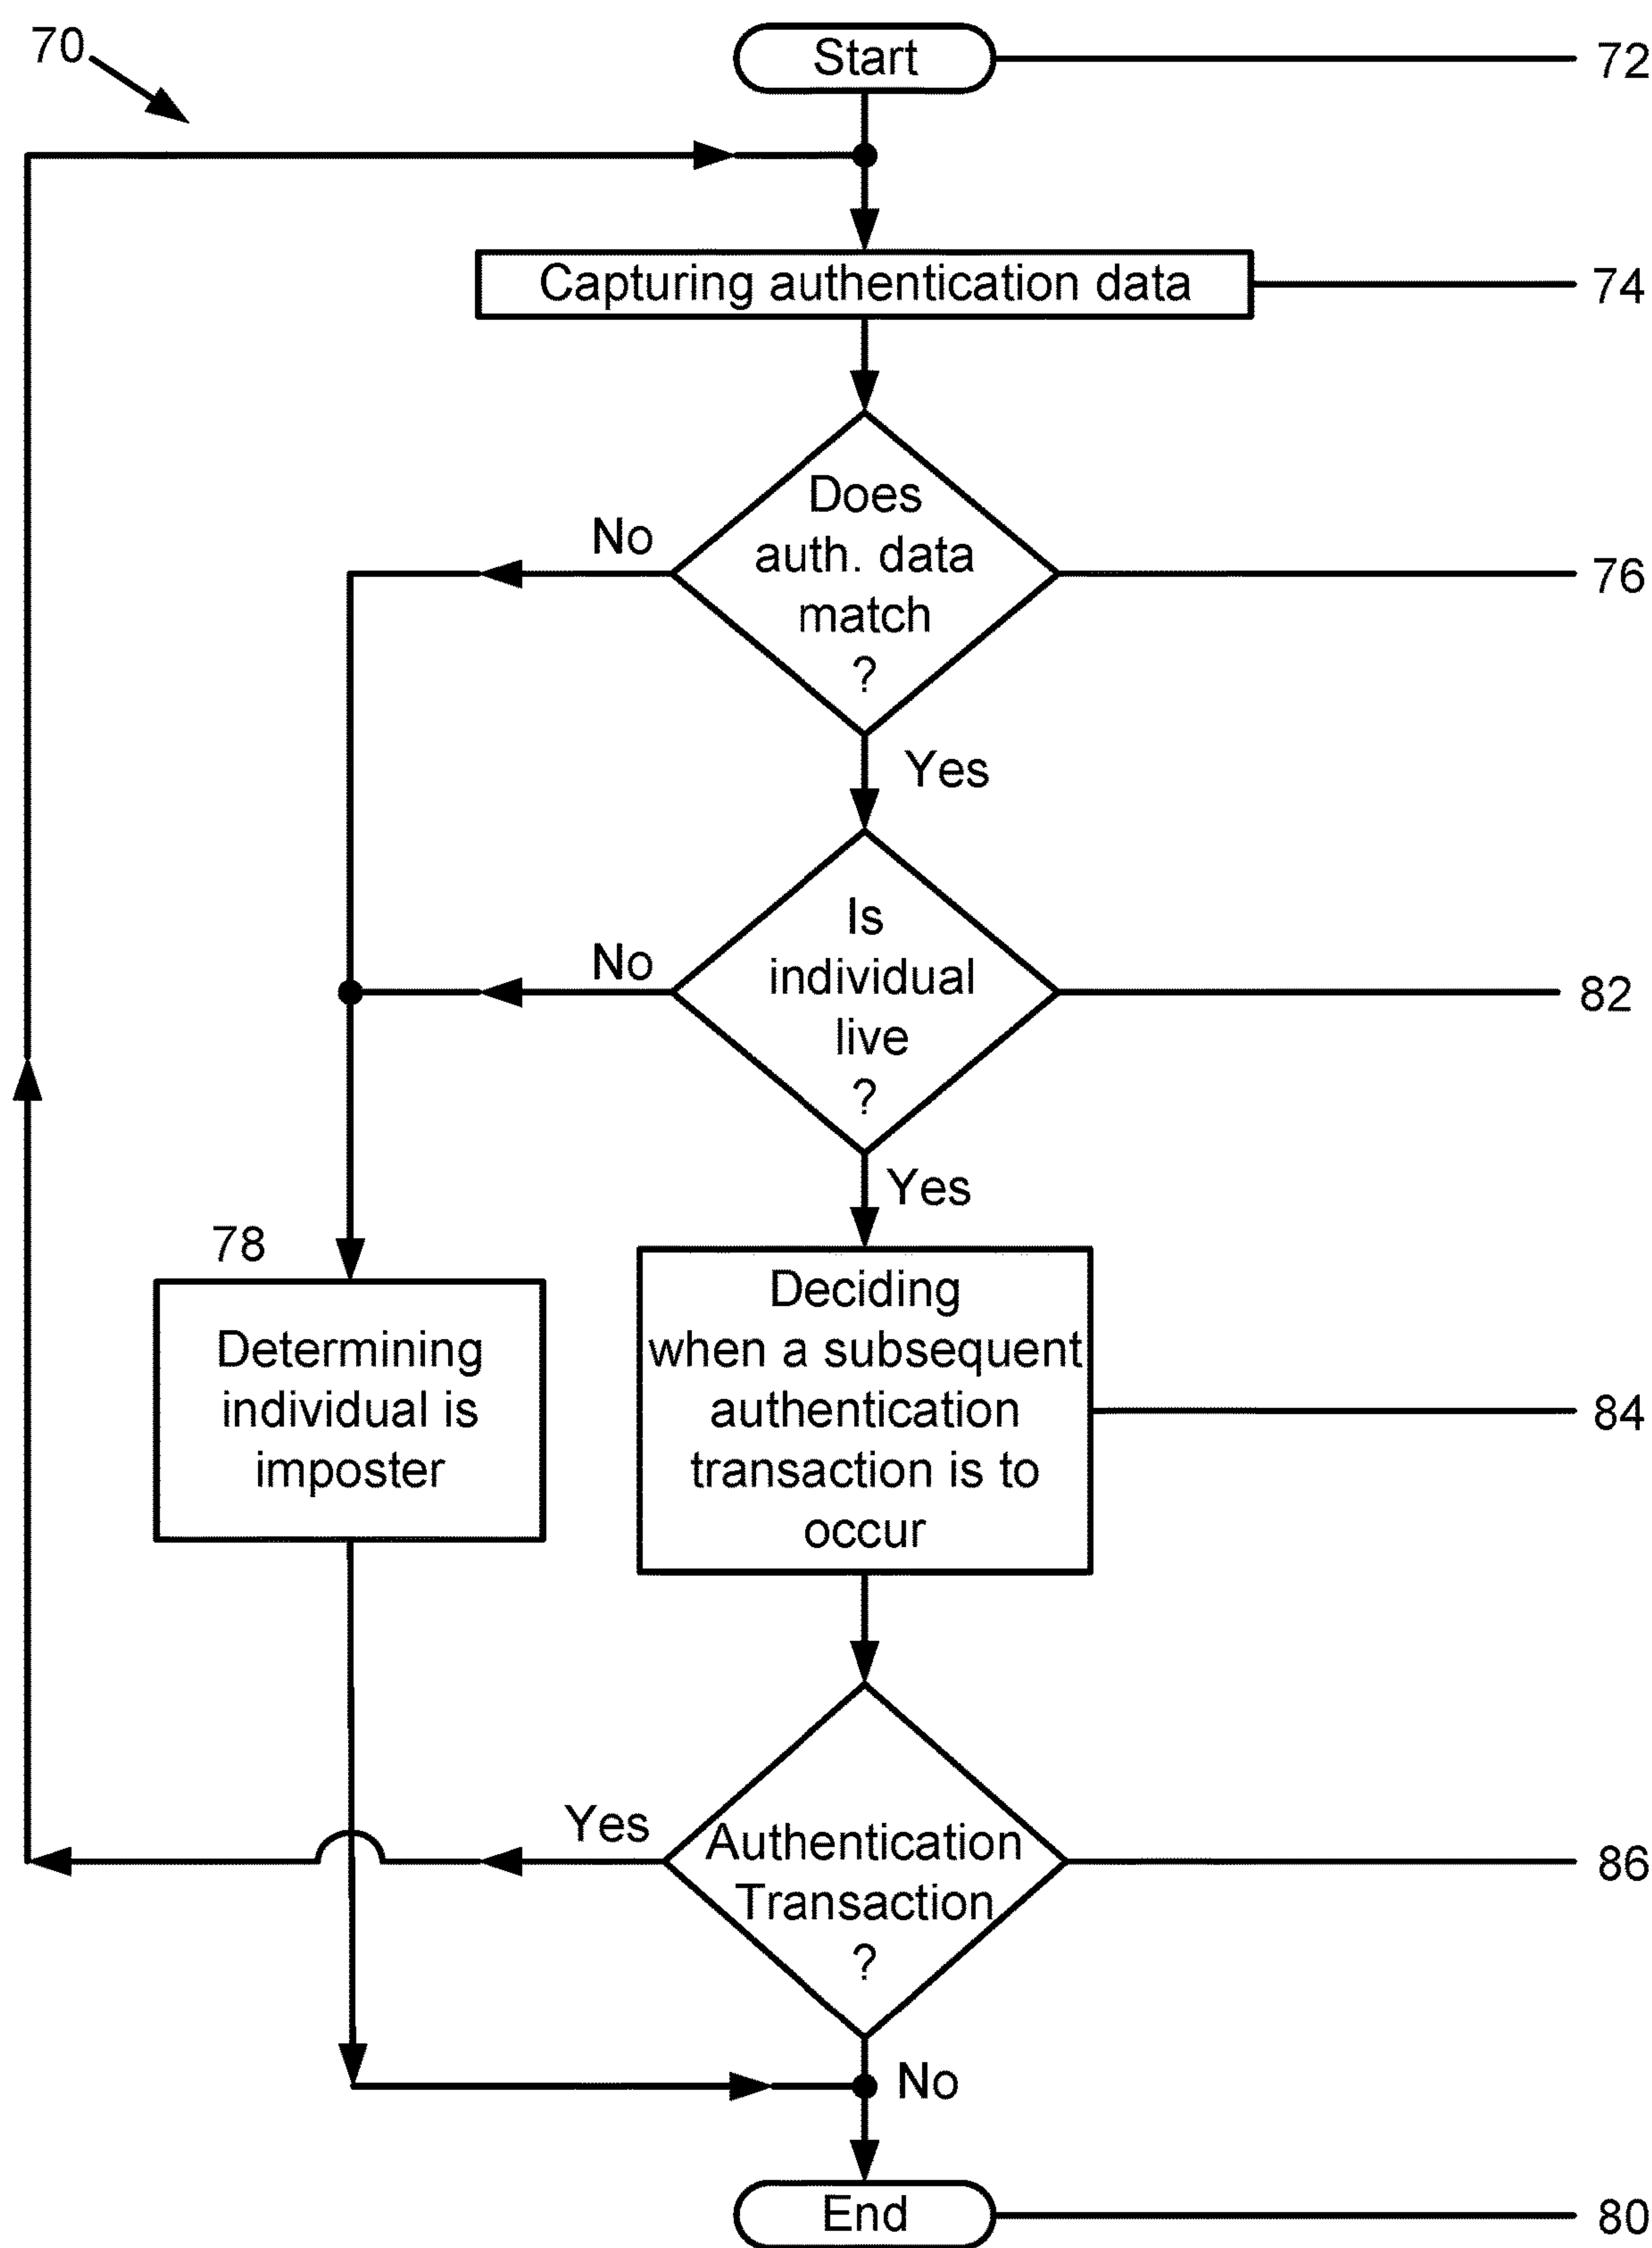 70
Start
72
Capturing authentication data
74
Does
auth. data
match
?
No
76
Yes
Is
individual
live
?
No
82
Yes
78
Determining
individual is
imposter
Deciding
when a subsequent
authentication
transaction is to
occur
84
Yes
Authentication
Transaction
?
86
No
End
80